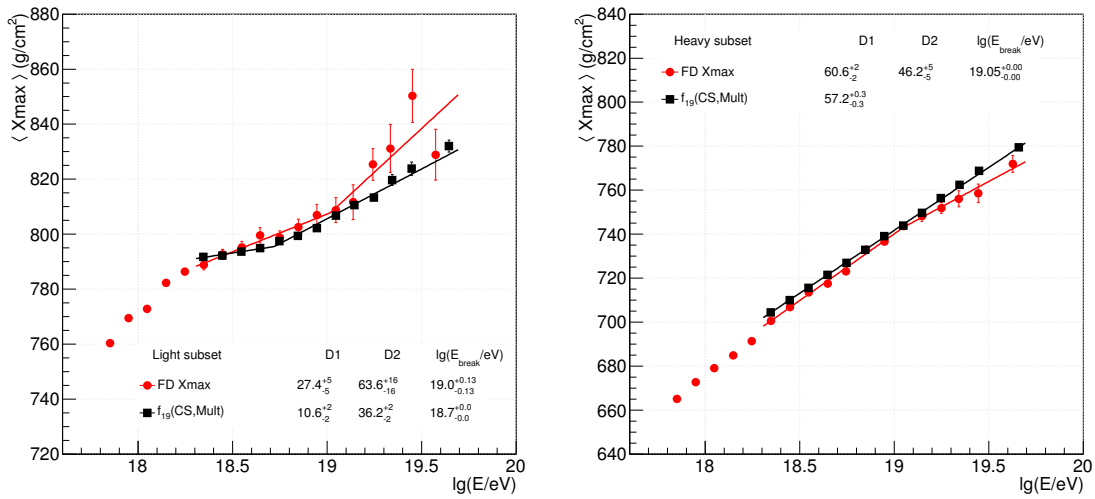 ⟨ Xmax ⟩ (g/cm²)
880
860
840
820
800
780
760
740
720
Light subset D1 D2 lg(E_break/eV)
FD Xmax 27.4^{+5}_{-5} 63.6^{+16}_{-16} 19.0^{+0.13}_{-0.13}
f_{19}(CS,Mult) 10.6^{+2}_{-2} 36.2^{+2}_{-2} 18.7^{+0.0}_{-0.0}
18 18.5 19 19.5 20
lg(E/eV)
⟨ Xmax ⟩ (g/cm²)
840
820
800
780
760
740
720
700
680
660
640
Heavy subset D1 D2 lg(E_break/eV)
FD Xmax 60.6^{+2}_{-2} 46.2^{+5}_{-5} 19.05^{+0.00}_{-0.00}
f_{19}(CS,Mult) 57.2^{+0.3}_{-0.3}
18 18.5 19 19.5 20
lg(E/eV)